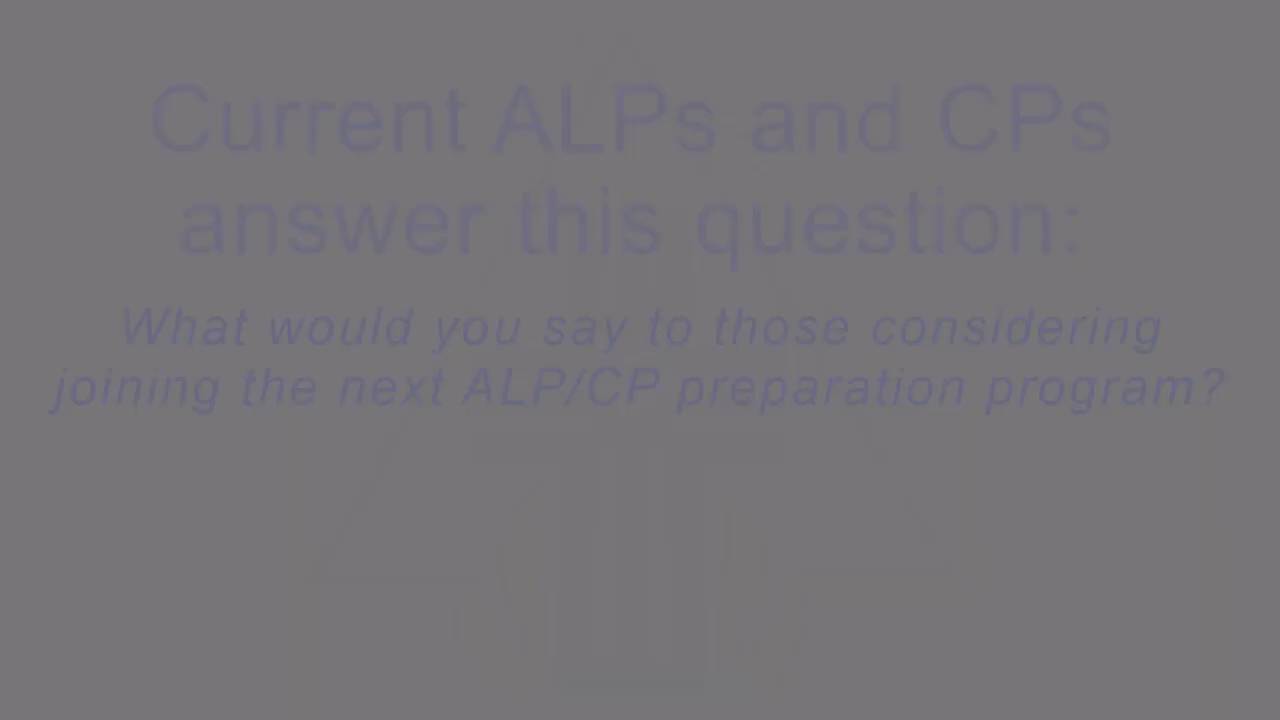 Current ALPs and CPs
answer this question:
What would you say to those considering
joining the next ALP/CP preparation program?